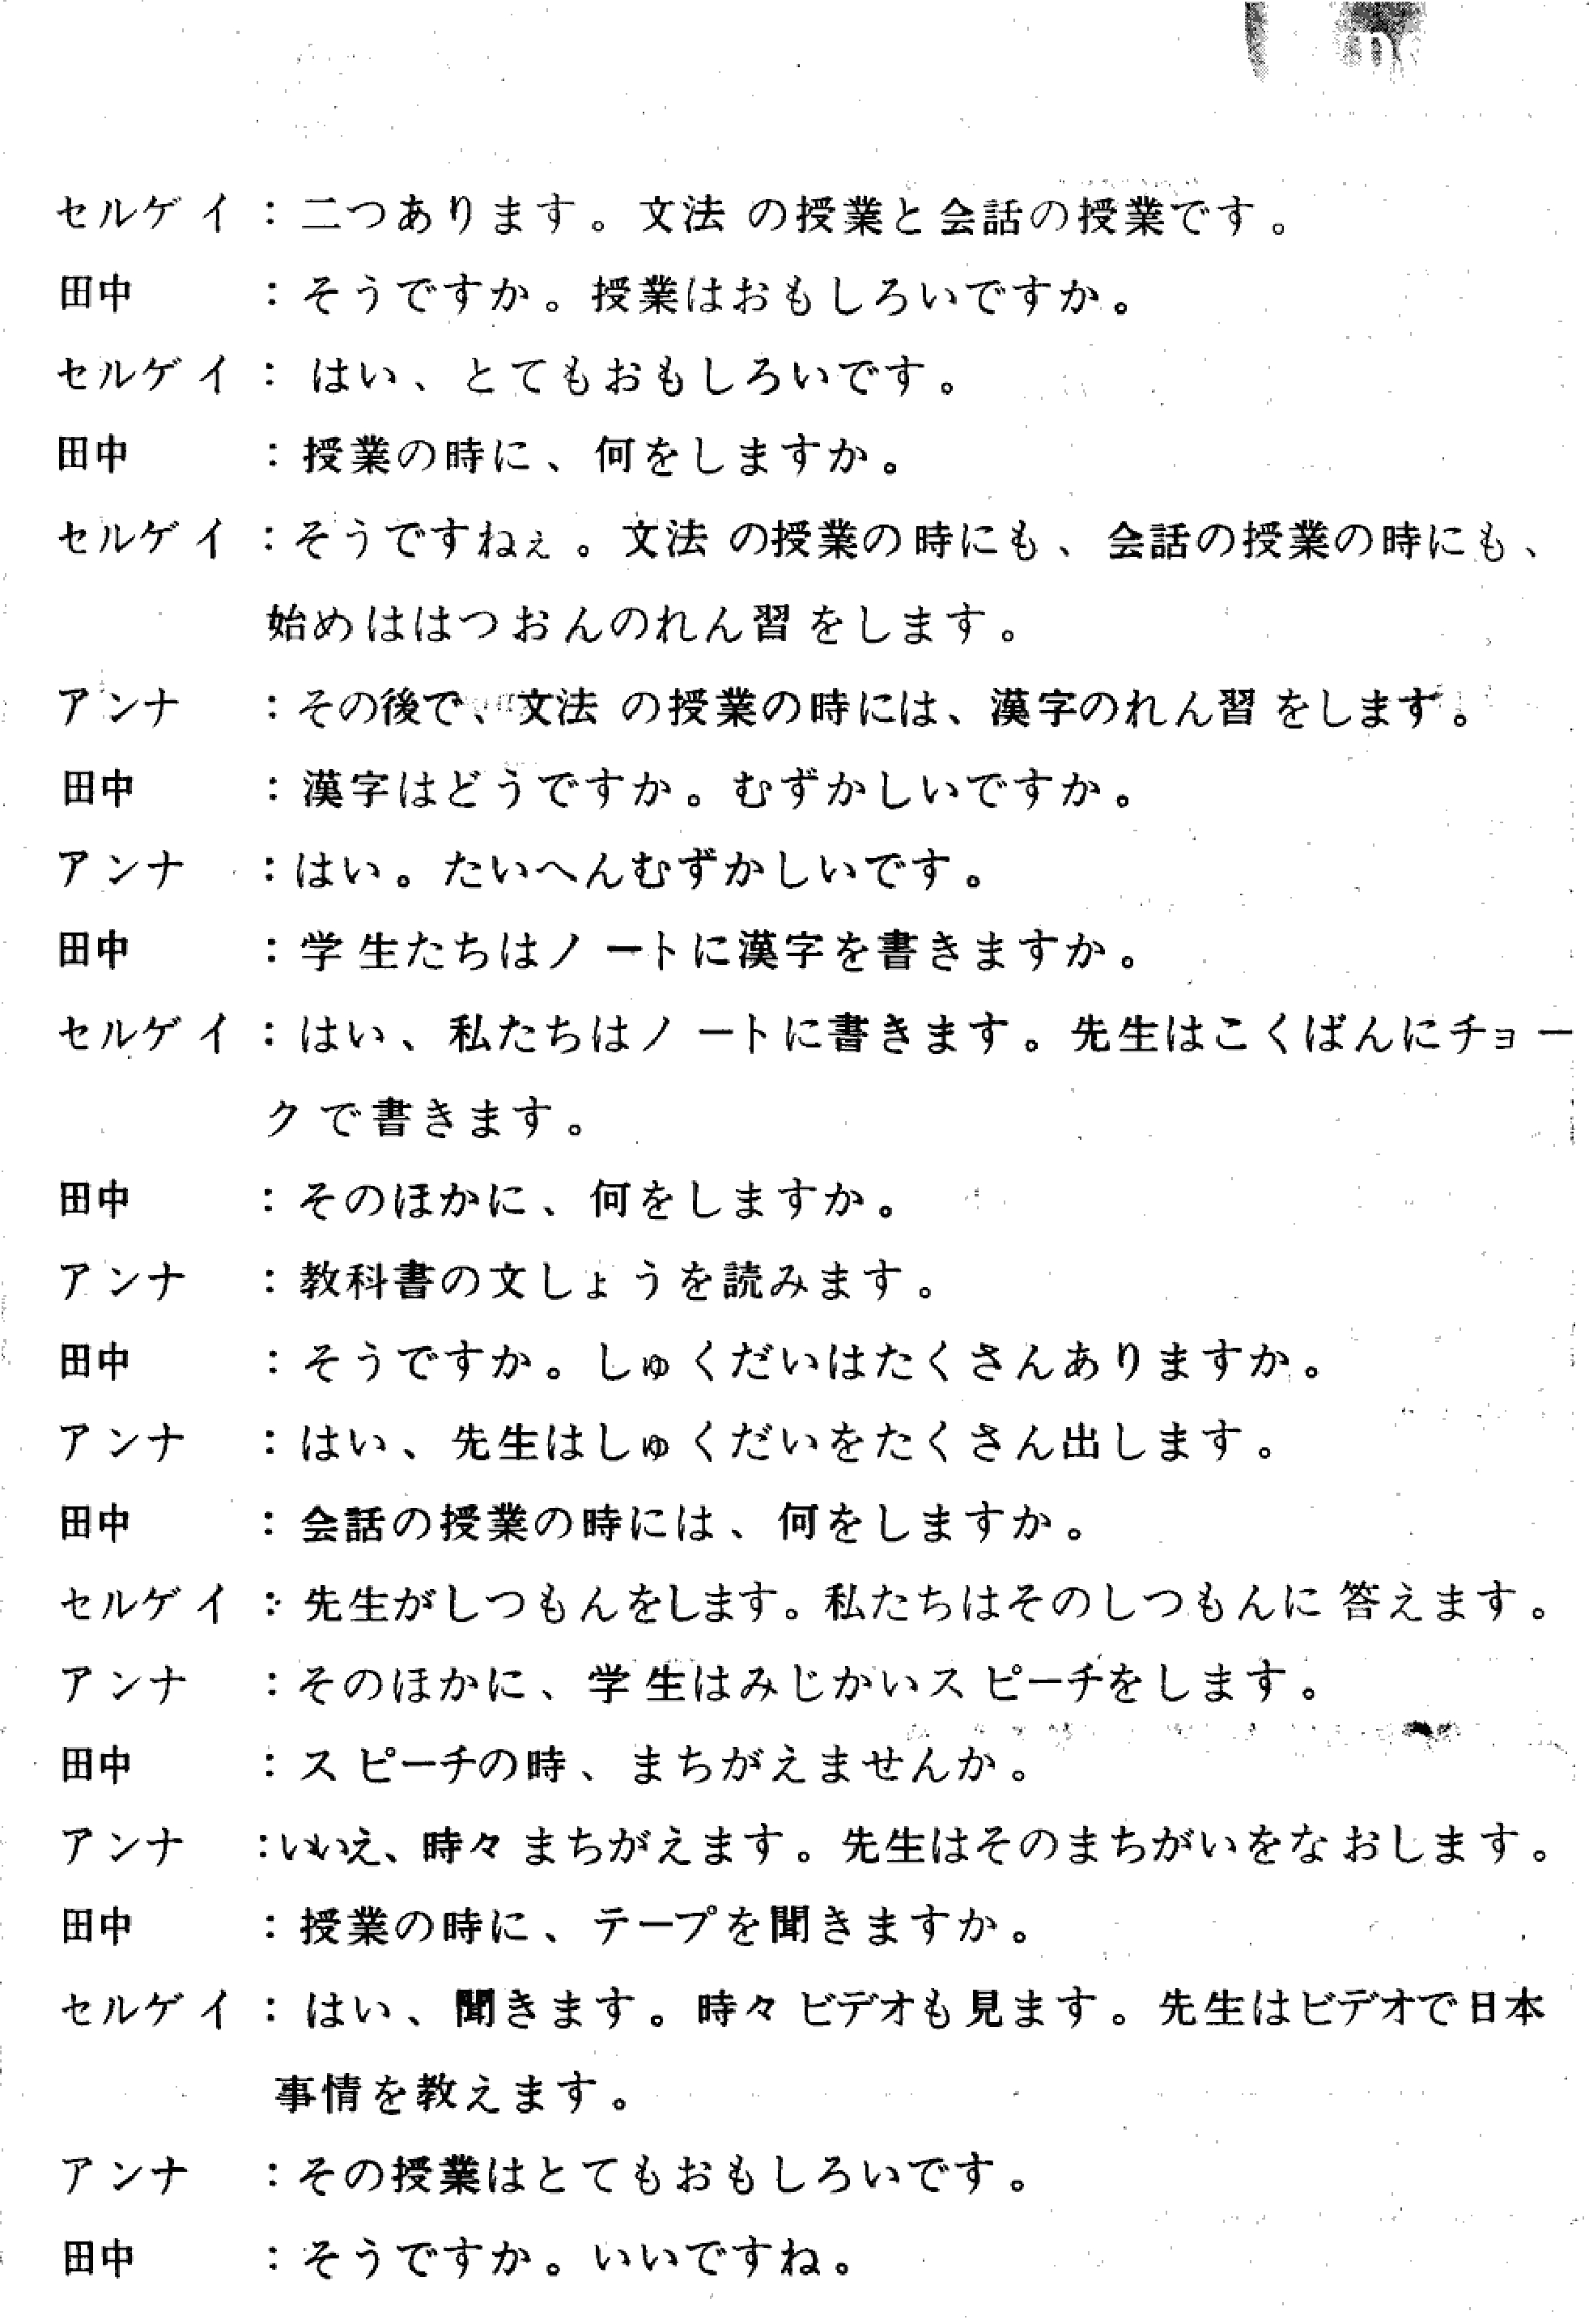 セルゲイ：二つあります。文法の授業と会話の授業です。
田中　　：そうですか。授業はおもしろいですか。
セルゲイ：はい、とてもおもしろいです。
田中　　：授業の時に、何をしますか。
セルゲイ：そうですねぇ。文法の授業の時にも、会話の授業の時にも、
始めははつおんのれん習をします。
アンナ　：その後で、文法の授業の時には、漢字のれん習をします。
田中　　：漢字はどうですか。むずかしいですか。
アンナ　：はい。たいへんむずかしいです。
田中　　：学生たちはノートに漢字を書きますか。
セルゲイ：はい、私たちはノートに書きます。先生はこくばんにチョー
クで書きます。
田中　　：そのほかに、何をしますか。
アンナ　：教科書の文しょうを読みます。
田中　　：そうですか。しゅくだいはたくさんありますか。
アンナ　：はい、先生はしゅくだいをたくさん出します。
田中　　：会話の授業の時には、何をしますか。
セルゲイ：先生がしつもんをします。私たちはそのしつもんに答えます。
アンナ　：そのほかに、学生はみじかいスピーチをします。
田中　　：スピーチの時、まちがえませんか。
アンナ　：いいえ、時々まちがえます。先生はそのまちがいをなおします。
田中　　：授業の時に、テープを聞きますか。
セルゲイ：はい、聞きます。時々ビデオも見ます。先生はビデオで日本
事情を教えます。
アンナ　：その授業はとてもおもしろいです。
田中　　：そうですか。いいですね。